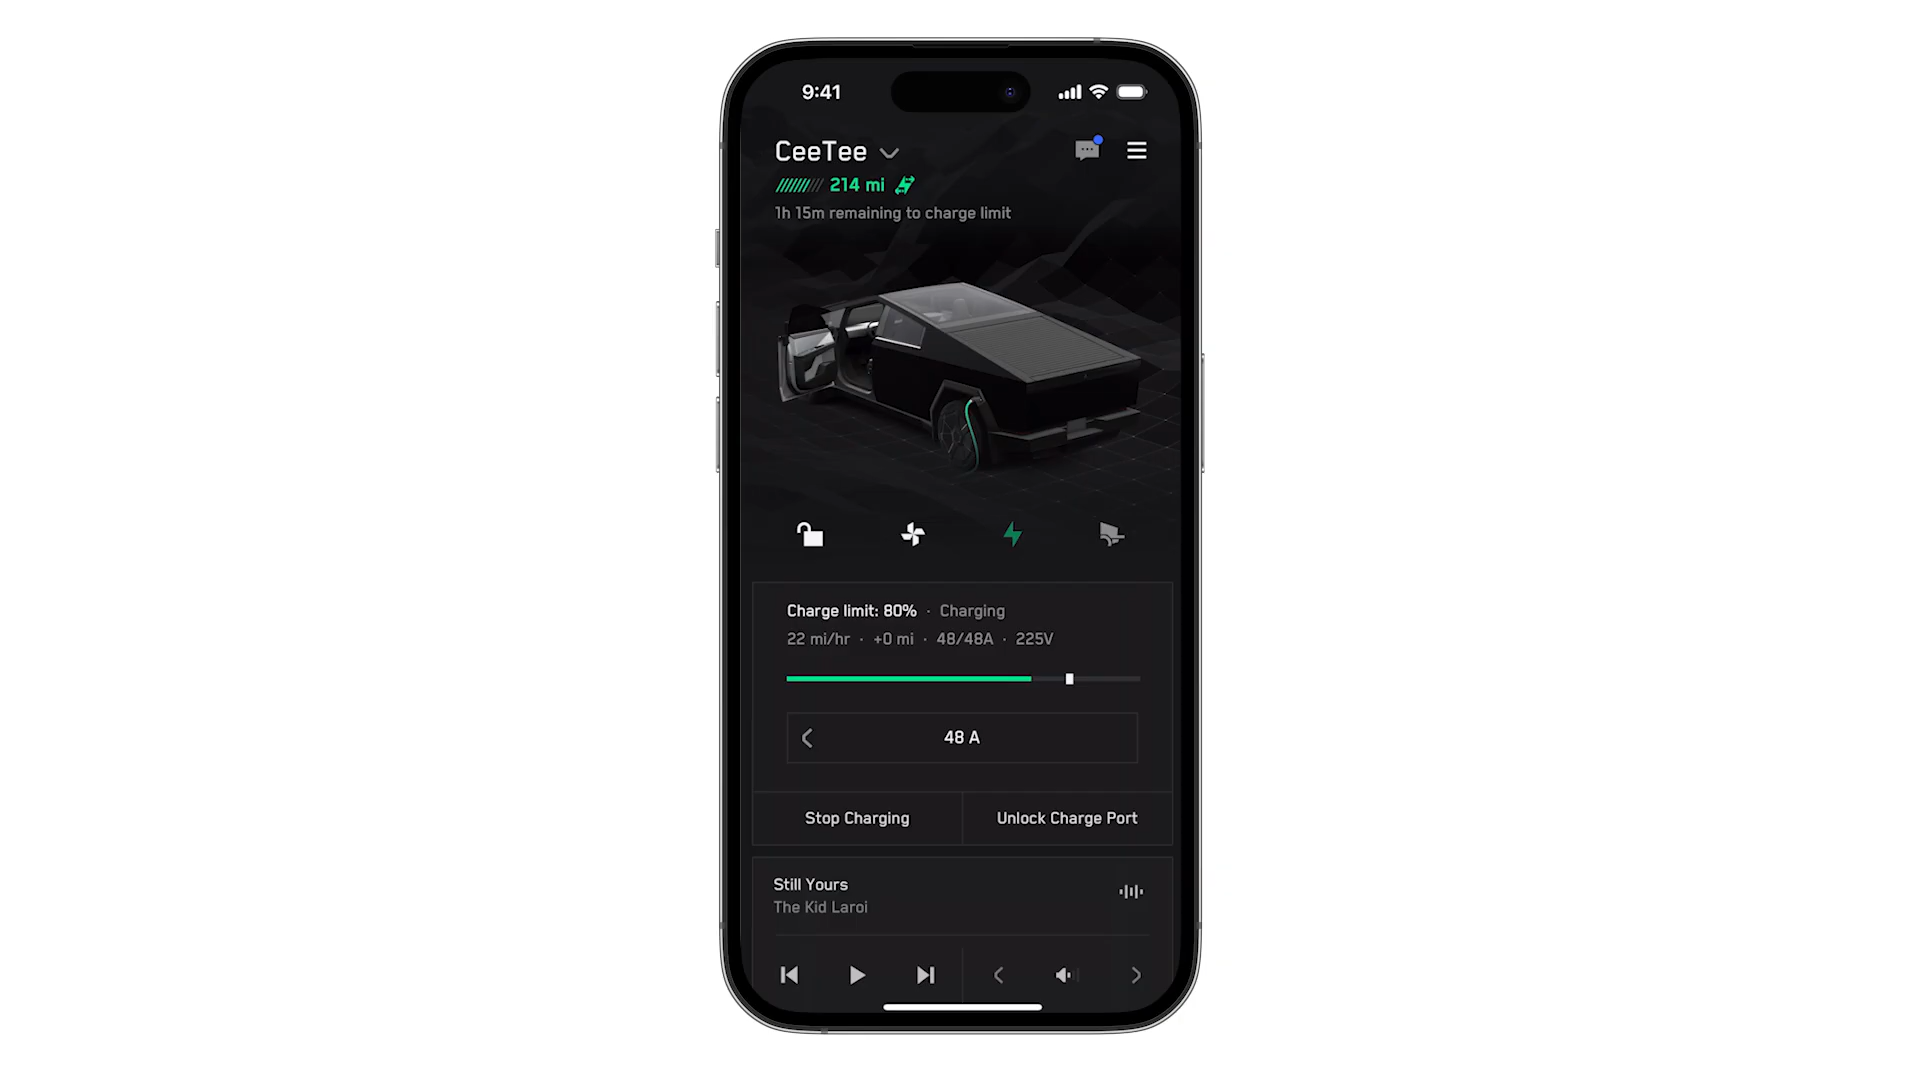 9:41
CeeTee
214 mi
1h 15m remaining to charge limit
Charge limit: 80% · Charging
22 mi/hr · +0 mi · 48/48A · 225V
48 A
Stop Charging
Unlock Charge Port
Still Yours
The Kid Laroi